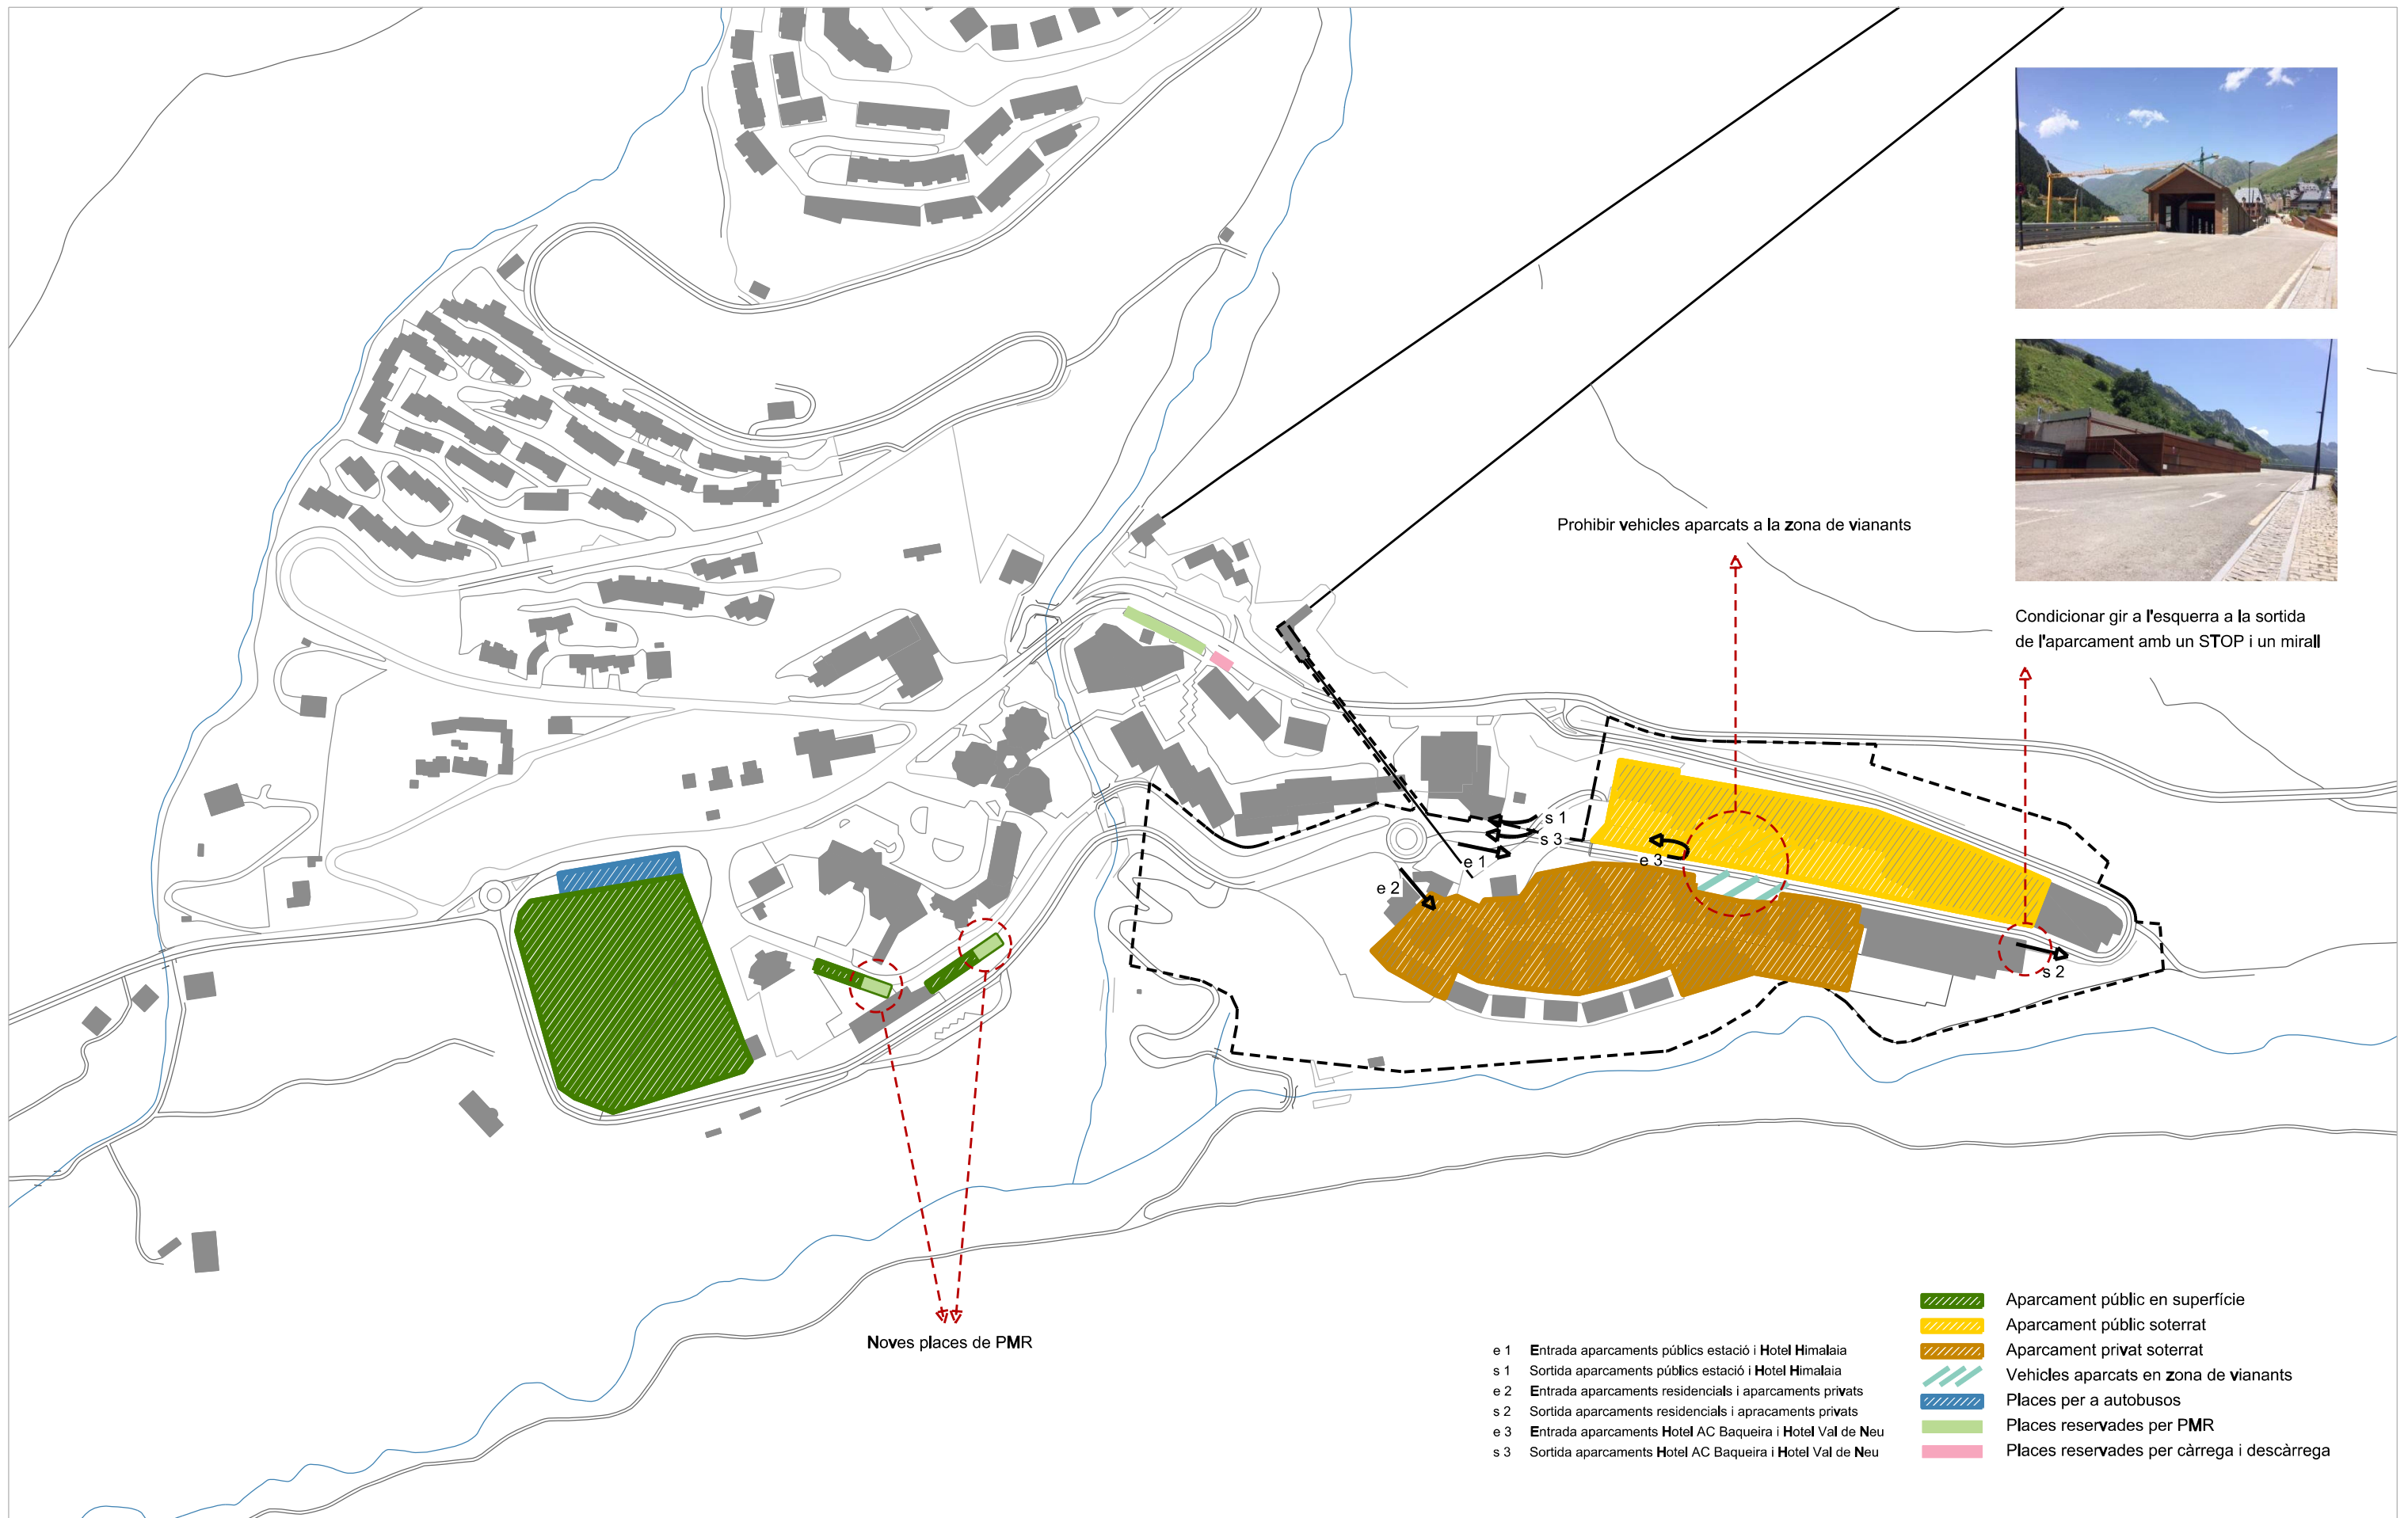 Prohibir vehicles aparcats a la zona de vianants
Condicionar gir a l'esquerra a la sortida
de l'aparcament amb un STOP i un mirall
s 1
s 3
e 1
e 3
e 2
s 2
Noves places de PMR
e 1 Entrada aparcaments públics estació i Hotel Himalaia
s 1 Sortida aparcaments públics estació i Hotel Himalaia
e 2 Entrada aparcaments residencials i aparcaments privats
s 2 Sortida aparcaments residencials i apracaments privats
e 3 Entrada aparcaments Hotel AC Baqueira i Hotel Val de Neu
s 3 Sortida aparcaments Hotel AC Baqueira i Hotel Val de Neu
Aparcament públic en superfície
Aparcament públic soterrat
Aparcament privat soterrat
Vehicles aparcats en zona de vianants
Places per a autobusos
Places reservades per PMR
Places reservades per càrrega i descàrrega